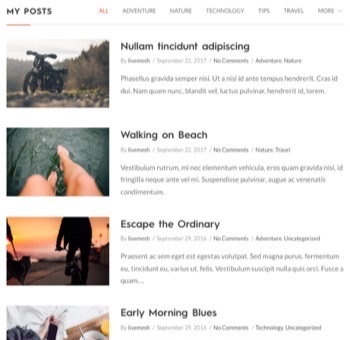 MY POSTS
ALL ADVENTURE NATURE TECHNOLOGY TIPS TRAVEL MORE
Nullam tincidunt adipiscing
By livemesh / September 22, 2017 / No Comments / Adventure, Nature
Phasellus gravida semper nisi. Ut a nisl id ante tempus hendrerit. Cras id
dui. Nam quam nunc, blandit vel, luctus pulvinar, hendrerit id, lorem.
Walking on Beach
By livemesh / September 22, 2017 / No Comments / Nature, Travel
Vestibulum rutrum, mi nec elementum vehicula, eros quam gravida nisl, id
fringilla neque ante vel mi. Suspendisse pulvinar, augue ac venenatis
condimentum.
Escape the Ordinary
By livemesh / September 29, 2016 / No Comments / Adventure, Uncategorized
Praesent ac sem eget est egestas volutpat. Sed magna purus, fermentum
eu, tincidunt eu, varius ut, felis. Vestibulum suscipit nulla quis orci. Fusce a
quam...
Early Morning Blues
By livemesh / September 29, 2016 / No Comments / Technology, Uncategorized